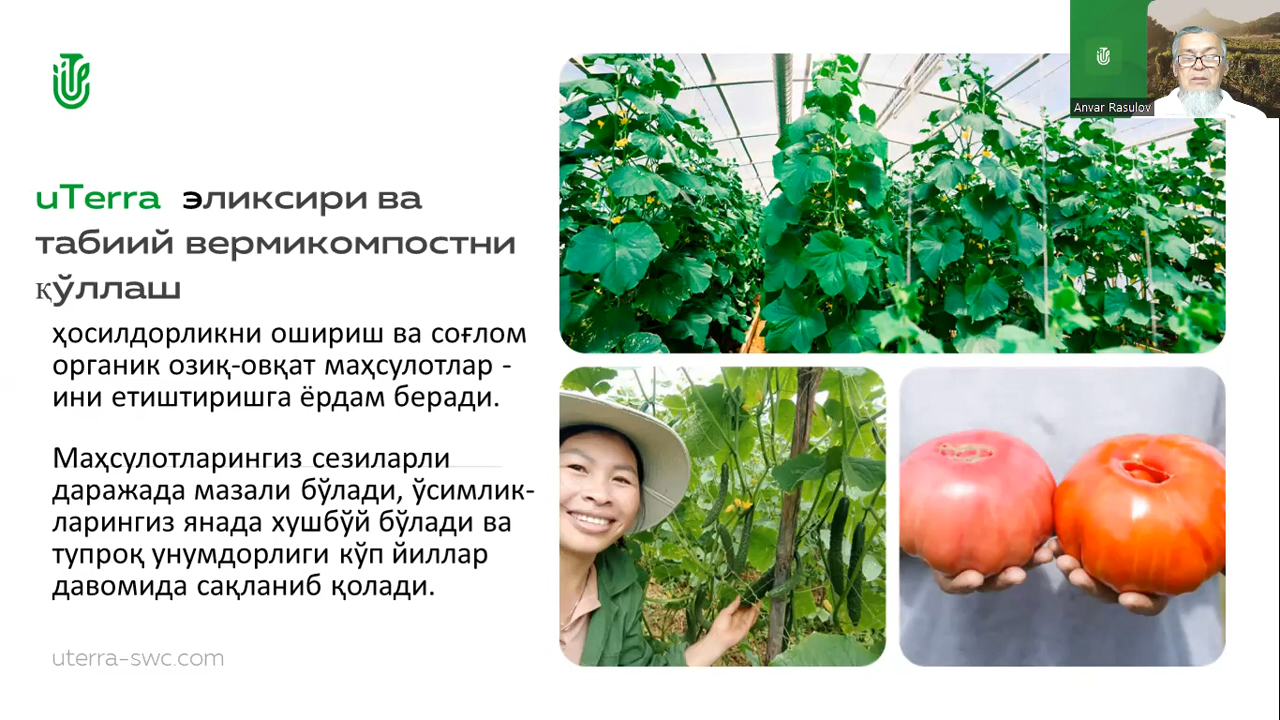 uTerra эликсири ва
табиий вермикомпостни
қўллаш
ҳосилдорликни ошириш ва соғлом
органик озиқ-овқат маҳсулотлар -
ини етиштиришга ёрдам беради.
Маҳсулотларингиз сезиларли
даражада мазали бўлади, ўсимлик-
ларингиз янада хушбўй бўлади ва
тупроқ унумдорлиги кўп йиллар
давомида сақланиб қолади.
uterra-swc.com
Anvar Rasulov